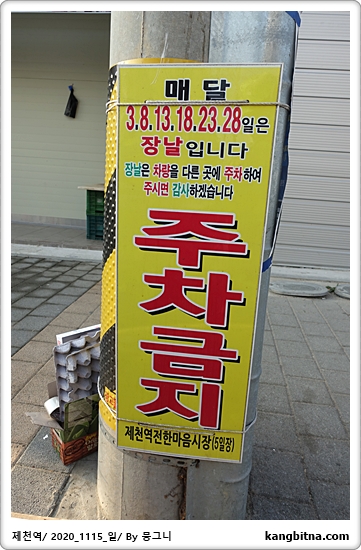 매 달
3.8.13.18.23.28일은
장날입니다
장날은 차량을 다른 곳에 주차하여
주시면 감사하겠습니다
주차금지
제천역전한마음시장(5일장)
제천역/ 2020_1115_일/ By 뭉그니
kangbitna.com